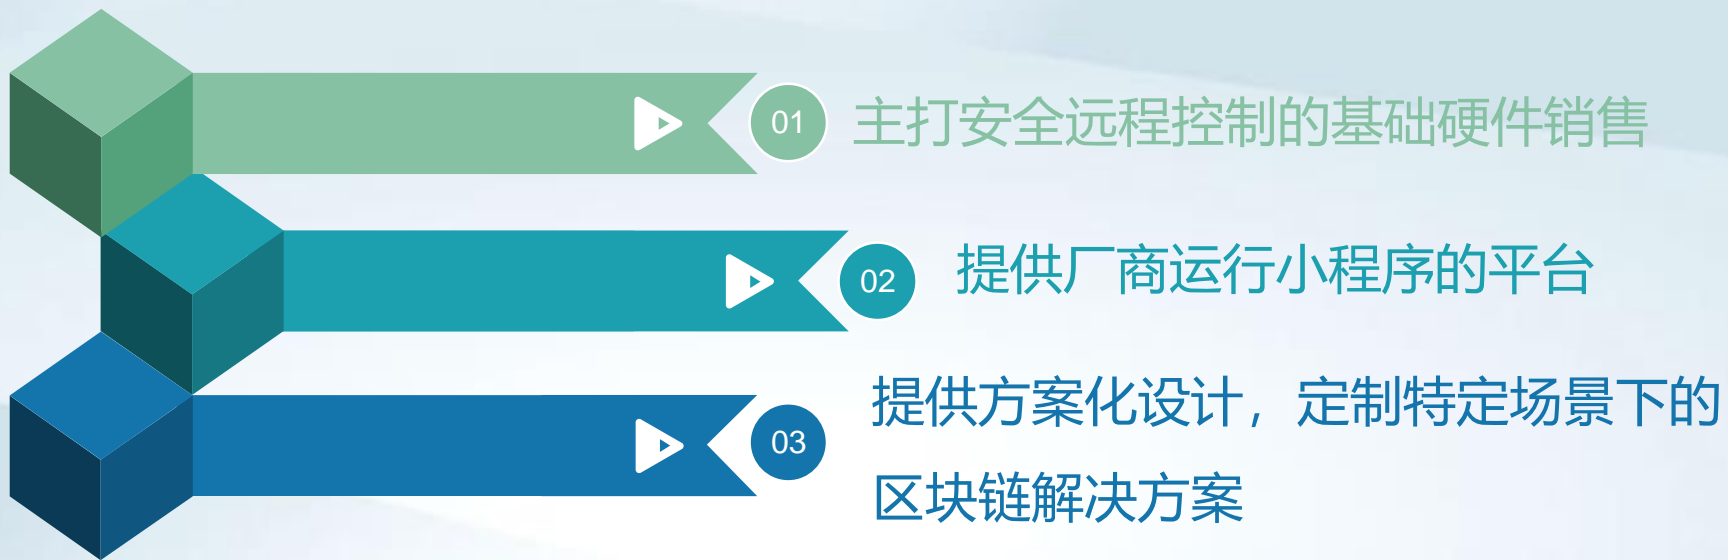 01
主打安全远程控制的基础硬件销售
02
提供厂商运行小程序的平台
03
提供方案化设计，定制特定场景下的
区块链解决方案